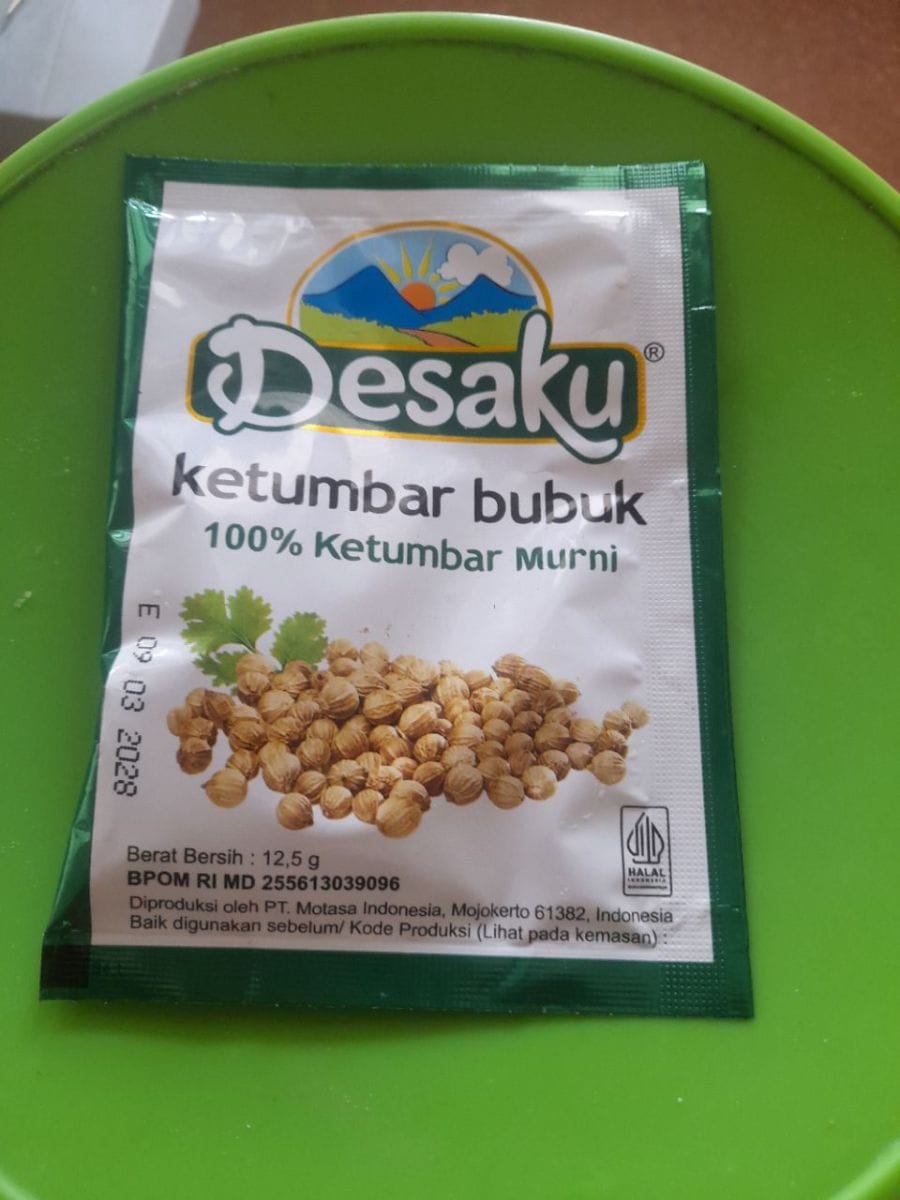 Desaku®
ketumbar bubuk
100% Ketumbar Murni
E 09 03 2028
Berat Bersih : 12,5 g
BPOM RI MD 255613039096
Diproduksi oleh PT. Motasa Indonesia, Mojokerto 61382, Indonesia
Baik digunakan sebelum/ Kode Produksi (Lihat pada kemasan) :
HALAL
INDONESIA